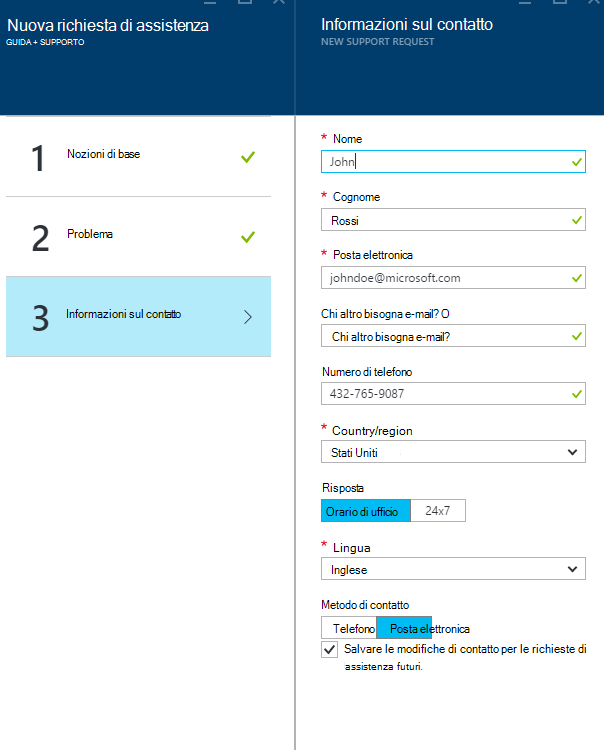 Nuova richiesta di assistenza
GUIDA + SUPPORTO
1
Nozioni di base
2
Problema
3
Informazioni sul contatto
Informazioni sul contatto
NEW SUPPORT REQUEST
* Nome
John
* Cognome
Rossi
* Posta elettronica
johndoe@microsoft.com
Chi altro bisogna e-mail? O
Chi altro bisogna e-mail?
Numero di telefono
432-765-9087
* Country/region
Stati Uniti
Risposta
Orario di ufficio 24x7
* Lingua
Inglese
Metodo di contatto
Telefono Posta elettronica
Salvare le modifiche di contatto per le richieste di
assistenza futuri.